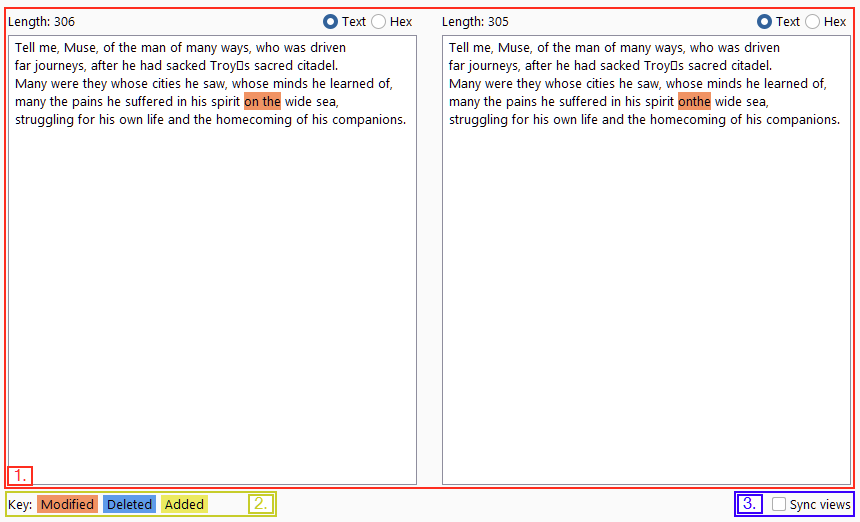 Length: 306
Text
Hex
Tell me, Muse, of the man of many ways, who was driven
far journeys, after he had sacked Troy▯s sacred citadel.
Many were they whose cities he saw, whose minds he learned of,
many the pains he suffered in his spirit on the wide sea,
struggling for his own life and the homecoming of his companions.
Length: 305
Text
Hex
Tell me, Muse, of the man of many ways, who was driven
far journeys, after he had sacked Troy▯s sacred citadel.
Many were they whose cities he saw, whose minds he learned of,
many the pains he suffered in his spirit onthe wide sea,
struggling for his own life and the homecoming of his companions.
1.
Key: Modified Deleted Added 2.
3. Sync views